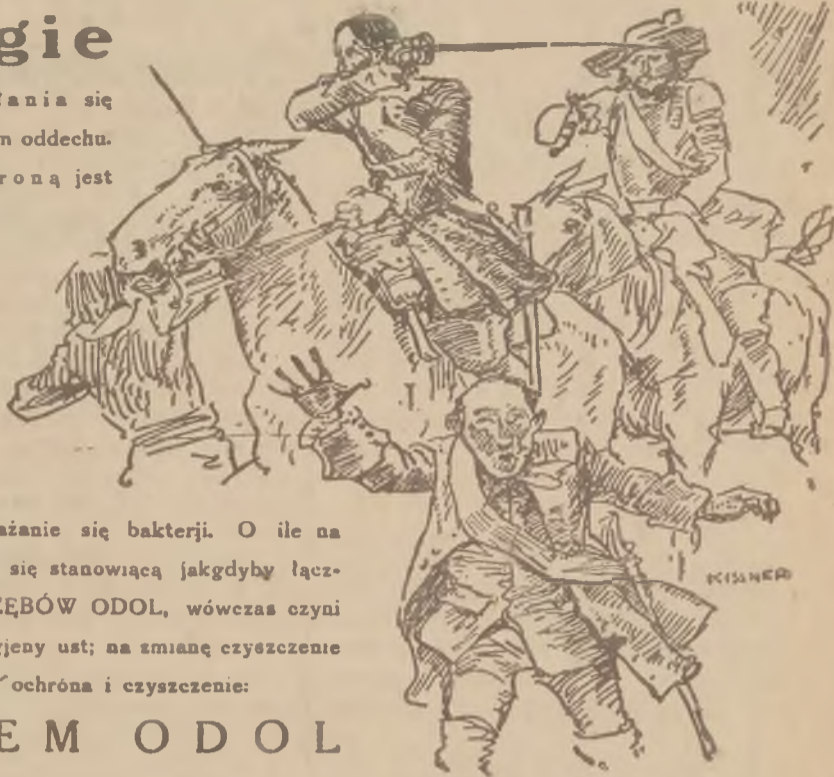 gie
ania się
n oddechu.
roną jest
ażanie się bakterji. O ile na
się stanowiącą jakgdyby łącz-
ZĘBÓW ODOL, wówczas czyni
gjeny ust; na zmianę czyszczenie
ochróna i czyszczenie:
EM ODOL
KISSNER